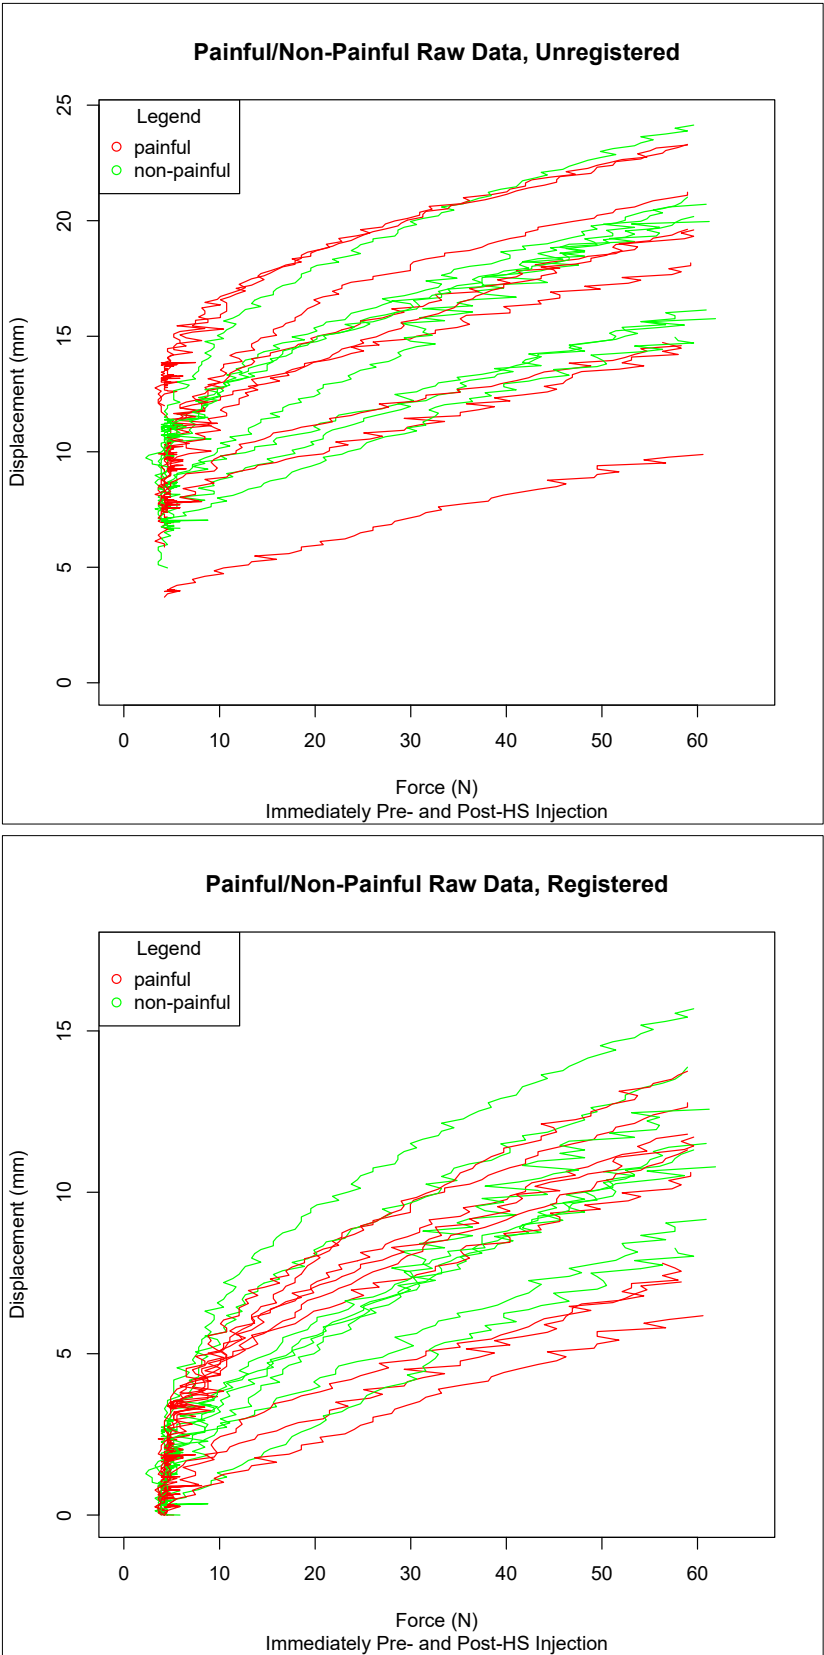 Painful/Non-Painful Raw Data, Unregistered
Legend
painful
non-painful
Displacement (mm)
25
20
15
10
5
0
0 10 20 30 40 50 60
Force (N)
Immediately Pre- and Post-HS Injection
Painful/Non-Painful Raw Data, Registered
Legend
painful
non-painful
Displacement (mm)
15
10
5
0
0 10 20 30 40 50 60
Force (N)
Immediately Pre- and Post-HS Injection